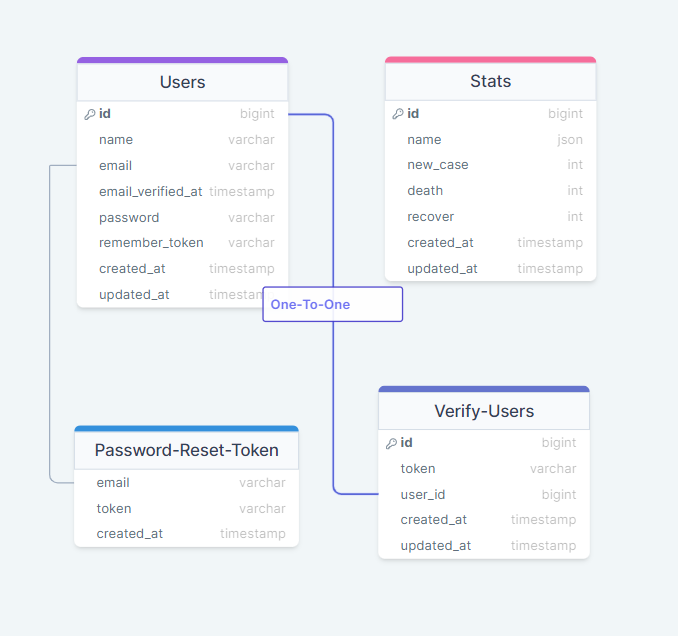 Users
id bigint
name varchar
email varchar
email_verified_at timestamp
password varchar
remember_token varchar
created_at timestamp
updated_at timestam
Stats
id bigint
name json
new_case int
death int
recover int
created_at timestamp
updated_at timestamp
One-To-One
Password-Reset-Token
email varchar
token varchar
created_at timestamp
Verify-Users
id bigint
token varchar
user_id bigint
created_at timestamp
updated_at timestamp